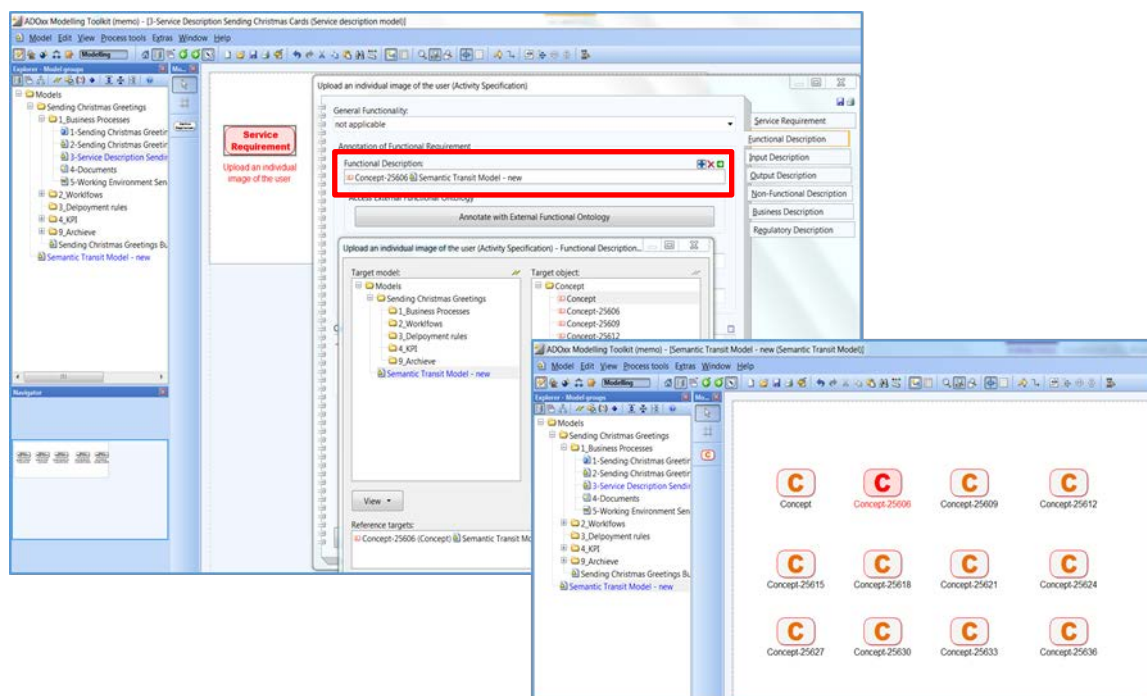 ADOxx Modelling Toolkit (memo) - [3-Service Description Sending Christmas Cards (Service description model)]
Model Edit View Process tools Extras Window Help
Modelling
Explorer - Model groups
Mo...
Models
Sending Christmas Greetings
1_Business Processes
1-Sending Christmas Greetin
2-Sending Christmas Greetin
3-Service Description Sendin
4-Documents
5-Working Environment Sen
2_Worklfows
3_Delpoyment rules
4_KPI
9_Archieve
Sending Christmas Greetings Bu
Semantic Transit Model - new
Navigator
Service
Requirement
Upload an individual
image of the user
Upload an individual image of the user (Activity Specification)
General Functionality:
not applicable
Annotation of Functional Requirement
Functional Description:
Concept-25606 Semantic Transit Model - new
Access External Functional Ontology
Annotate with External Functional Ontology
Service Requirement
Functional Description
Input Description
Output Description
Non-Functional Description
Business Description
Regulatory Description
Upload an individual image of the user (Activity Specification) - Functional Description...
Target model:
Models
Sending Christmas Greetings
1_Business Processes
2_Worklfows
3_Delpoyment rules
4_KPI
9_Archieve
Semantic Transit Model - new
Target object:
Concept
Concept
Concept-25606
Concept-25609
Concept-25612
View
Reference targets:
Concept-25606 (Concept) Semantic Transit Mo
ADOxx Modelling Toolkit (memo) - [Semantic Transit Model - new (Semantic Transit Model)]
Model Edit View Process tools Extras Window Help
Modelling
Explorer - Model groups
Mo...
Models
Sending Christmas Greetings
1_Business Processes
1-Sending Christmas Greetin
2-Sending Christmas Greetin
3-Service Description Sendin
4-Documents
5-Working Environment Sen
2_Worklfows
3_Delpoyment rules
4_KPI
9_Archieve
Sending Christmas Greetings Bu
Semantic Transit Model - new
C
C C C C
Concept Concept-25606 Concept-25609 Concept-25612
C C C C
Concept-25615 Concept-25618 Concept-25621 Concept-25624
C C C C
Concept-25627 Concept-25630 Concept-25633 Concept-25636